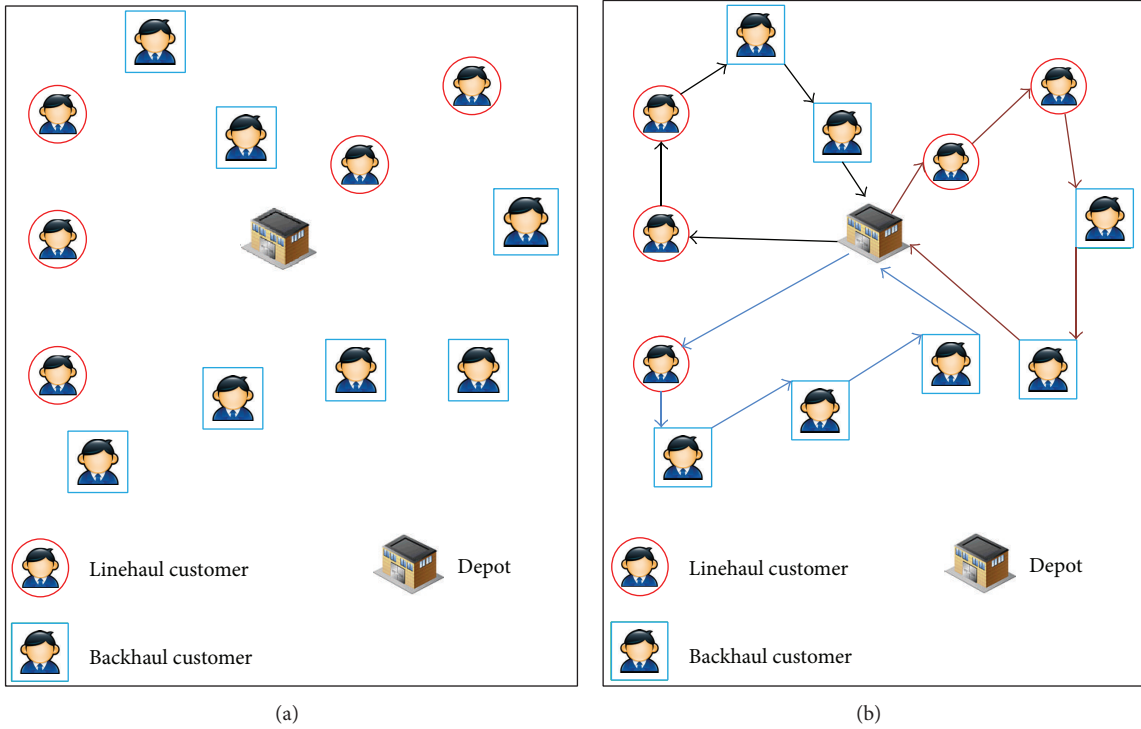 Linehaul customer
Depot
Backhaul customer
(a)
Linehaul customer
Depot
Backhaul customer
(b)